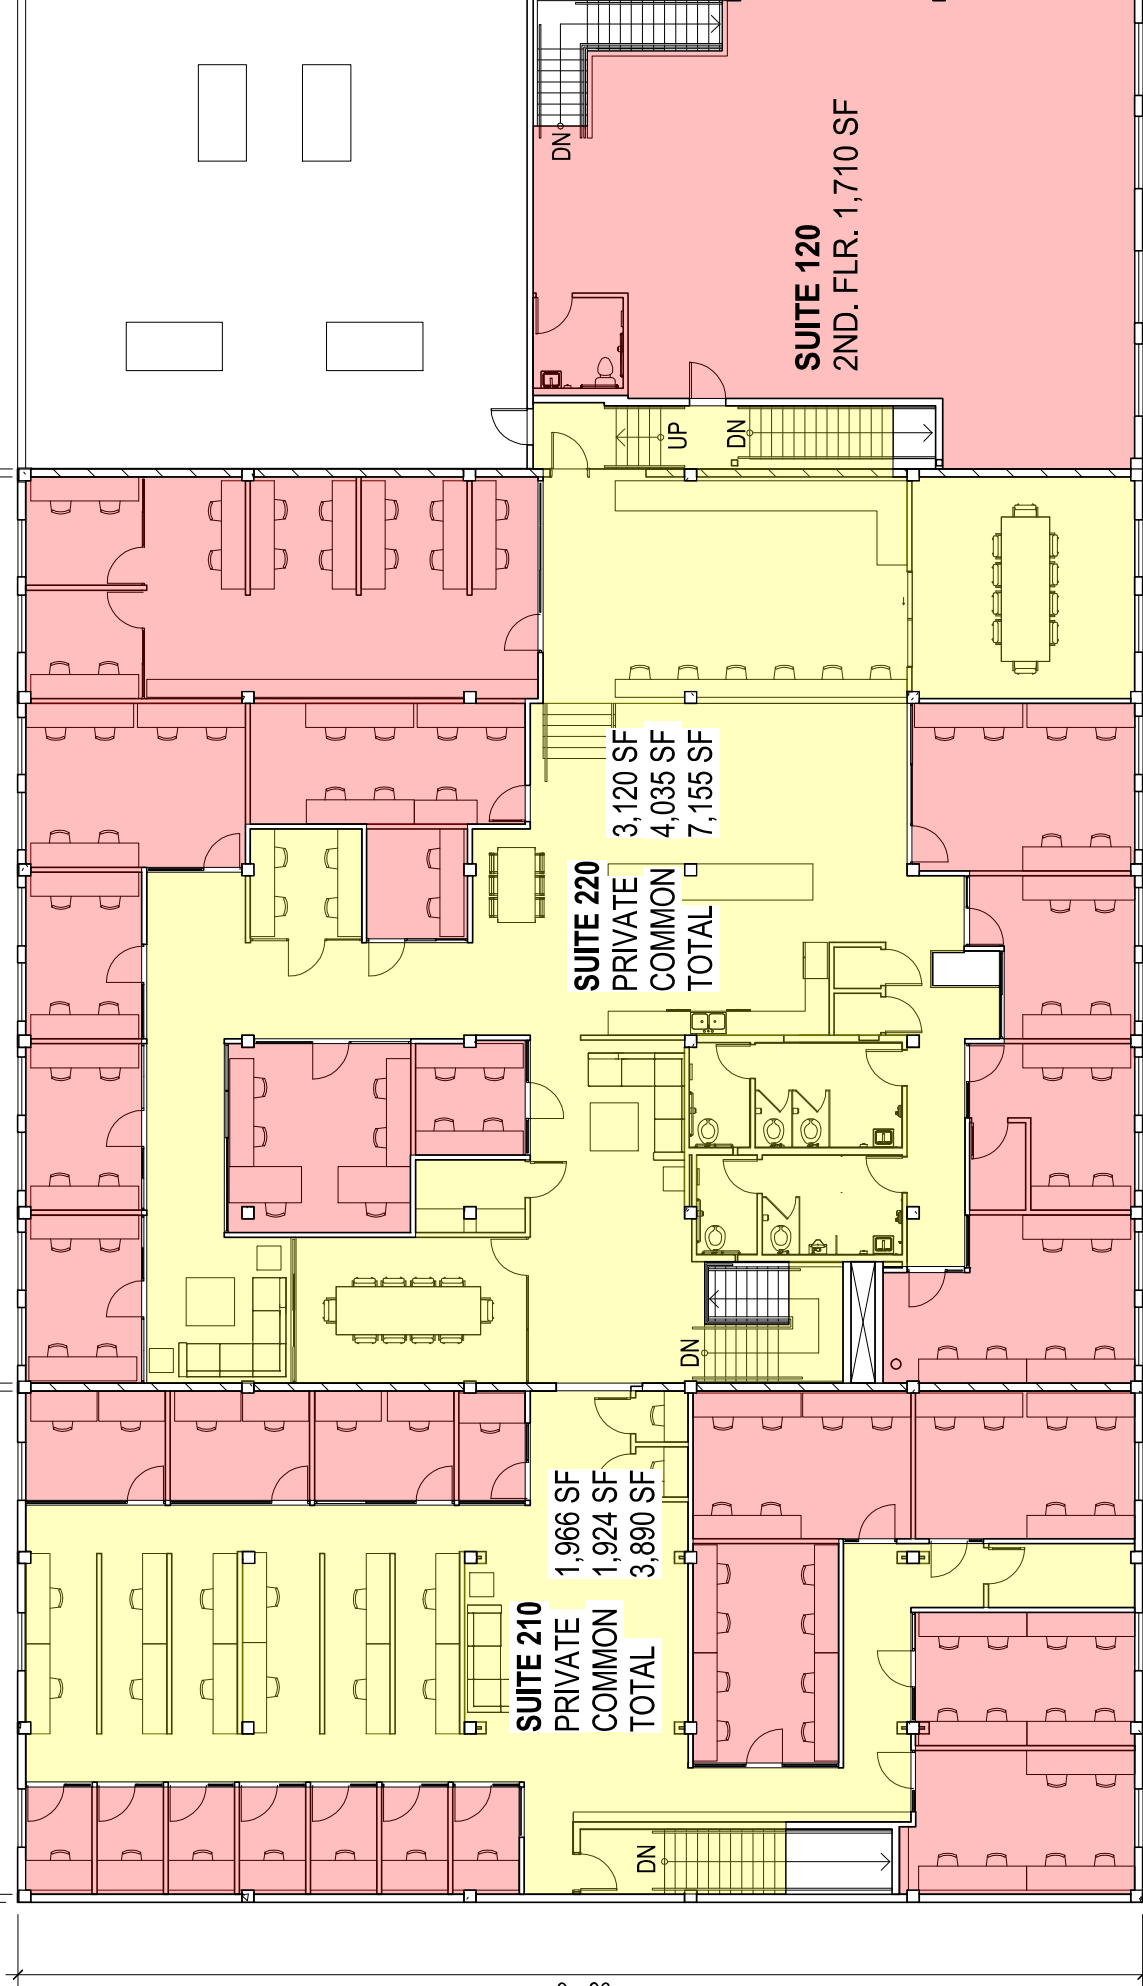 DN
SUITE 120
2ND. FLR. 1,710 SF
UP
DN
SUITE 220
PRIVATE 3,120 SF
COMMON 4,035 SF
TOTAL 7,155 SF
DN
SUITE 210
PRIVATE 1,966 SF
COMMON 1,924 SF
TOTAL 3,890 SF
DN